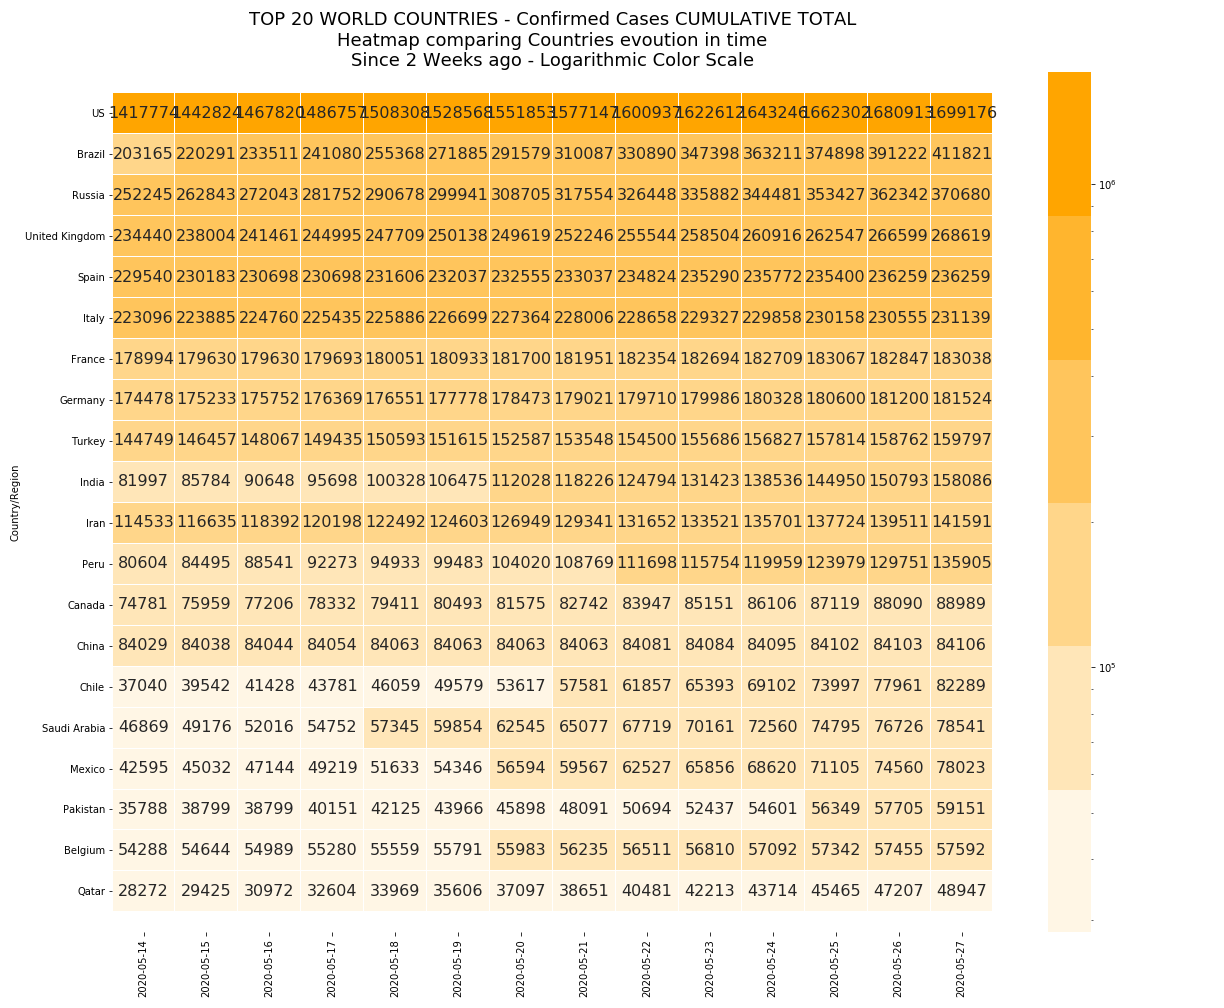 TOP 20 WORLD COUNTRIES - Confirmed Cases CUMULATIVE TOTAL
Heatmap comparing Countries evoution in time
Since 2 Weeks ago - Logarithmic Color Scale
US 1417774 1442824 1467820 1486757 1508308 1528568 1551853 1577147 1600937 1622612 1643246 1662302 1680913 1699176
Brazil 203165 220291 233511 241080 255368 271885 291579 310087 330890 347398 363211 374898 391222 411821
Russia 252245 262843 272043 281752 290678 299941 308705 317554 326448 335882 344481 353427 362342 370680
United Kingdom 234440 238004 241461 244995 247709 250138 249619 252246 255544 258504 260916 262547 266599 268619
Spain 229540 230183 230698 230698 231606 232037 232555 233037 234824 235290 235772 235400 236259 236259
Italy 223096 223885 224760 225435 225886 226699 227364 228006 228658 229327 229858 230158 230555 231139
France 178994 179630 179630 179693 180051 180933 181700 181951 182354 182694 182709 183067 182847 183038
Germany 174478 175233 175752 176369 176551 177778 178473 179021 179710 179986 180328 180600 181200 181524
Turkey 144749 146457 148067 149435 150593 151615 152587 153548 154500 155686 156827 157814 158762 159797
India 81997 85784 90648 95698 100328 106475 112028 118226 124794 131423 138536 144950 150793 158086
Iran 114533 116635 118392 120198 122492 124603 126949 129341 131652 133521 135701 137724 139511 141591
Peru 80604 84495 88541 92273 94933 99483 104020 108769 111698 115754 119959 123979 129751 135905
Canada 74781 75959 77206 78332 79411 80493 81575 82742 83947 85151 86106 87119 88090 88989
China 84029 84038 84044 84054 84063 84063 84063 84063 84081 84084 84095 84102 84103 84106
Chile 37040 39542 41428 43781 46059 49579 53617 57581 61857 65393 69102 73997 77961 82289
Saudi Arabia 46869 49176 52016 54752 57345 59854 62545 65077 67719 70161 72560 74795 76726 78541
Mexico 42595 45032 47144 49219 51633 54346 56594 59567 62527 65856 68620 71105 74560 78023
Pakistan 35788 38799 38799 40151 42125 43966 45898 48091 50694 52437 54601 56349 57705 59151
Belgium 54288 54644 54989 55280 55559 55791 55983 56235 56511 56810 57092 57342 57455 57592
Qatar 28272 29425 30972 32604 33969 35606 37097 38651 40481 42213 43714 45465 47207 48947
2020-05-14 2020-05-15 2020-05-16 2020-05-17 2020-05-18 2020-05-19 2020-05-20 2020-05-21 2020-05-22 2020-05-23 2020-05-24 2020-05-25 2020-05-26 2020-05-27
Country/Region
10⁶
10⁵